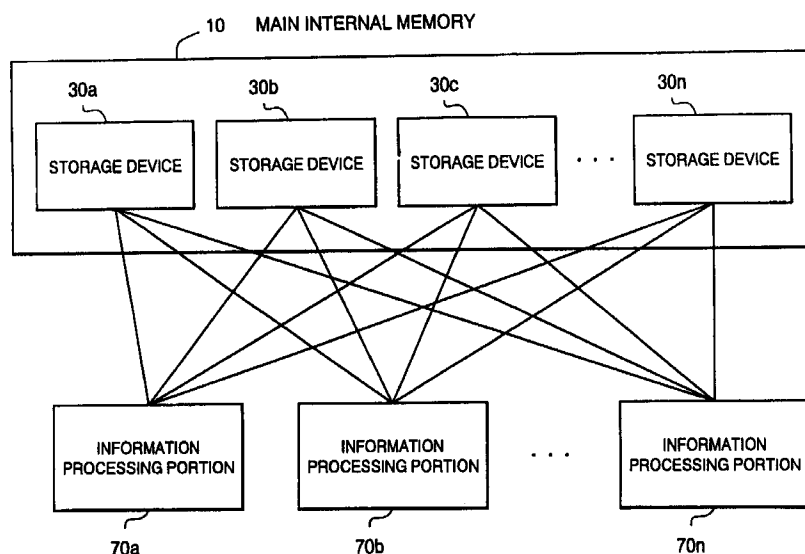 10 MAIN INTERNAL MEMORY
30a 30b 30c 30n
STORAGE DEVICE STORAGE DEVICE STORAGE DEVICE . . . STORAGE DEVICE
INFORMATION PROCESSING PORTION
INFORMATION PROCESSING PORTION
. . .
INFORMATION PROCESSING PORTION
70a 70b 70n